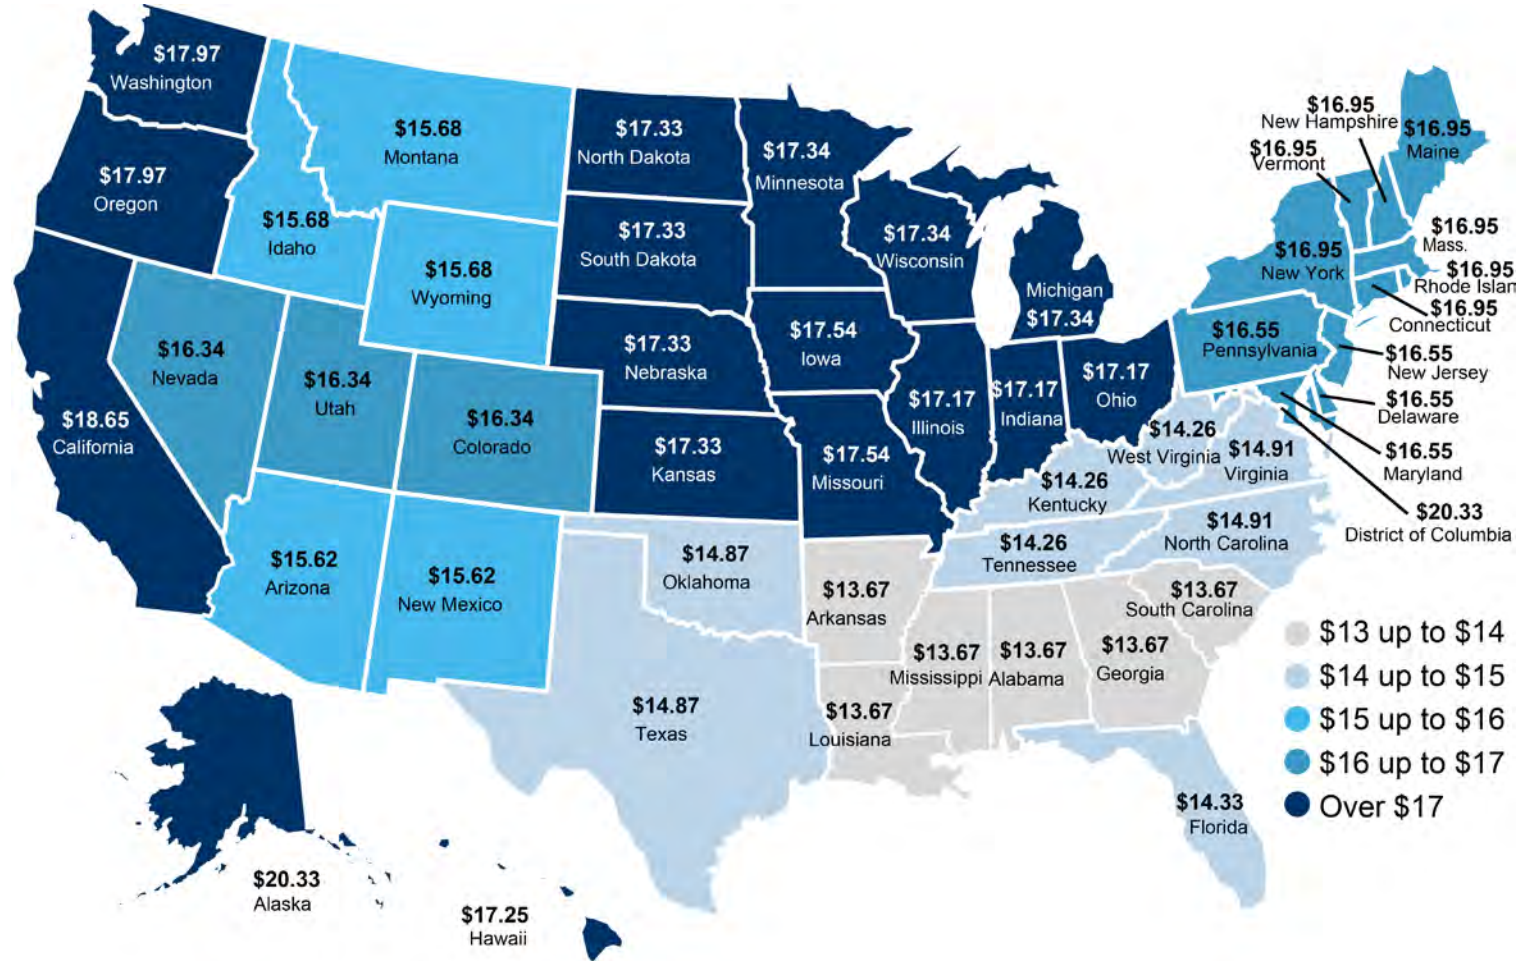 $17.97
Washington
$17.97
Oregon
$18.65
California
$15.68
Montana
$15.68
Idaho
$15.68
Wyoming
$16.34
Nevada
$16.34
Utah
$16.34
Colorado
$15.62
Arizona
$15.62
New Mexico
$17.33
North Dakota
$17.33
South Dakota
$17.33
Nebraska
$17.33
Kansas
$14.87
Oklahoma
$14.87
Texas
$17.34
Minnesota
$17.34
Wisconsin
Michigan
$17.34
$17.54
Iowa
$17.54
Missouri
$17.17
Illinois
$17.17
Indiana
$17.17
Ohio
$14.26
West Virginia
$14.91
Virginia
$14.26
Kentucky
$14.26
Tennessee
$14.91
North Carolina
$13.67
South Carolina
$13.67
Arkansas
$13.67
Louisiana
$13.67
Mississippi
$13.67
Alabama
$13.67
Georgia
$14.33
Florida
$16.95
New Hampshire
$16.95
Vermont
$16.95
Maine
$16.95
Mass.
$16.95
New York
$16.95
Rhode Islan
$16.95
Connecticut
$16.55
Pennsylvania
$16.55
New Jersey
$16.55
Delaware
$16.55
Maryland
$20.33
District of Columbia
$20.33
Alaska
$17.25
Hawaii
$13 up to $14
$14 up to $15
$15 up to $16
$16 up to $17
Over $17